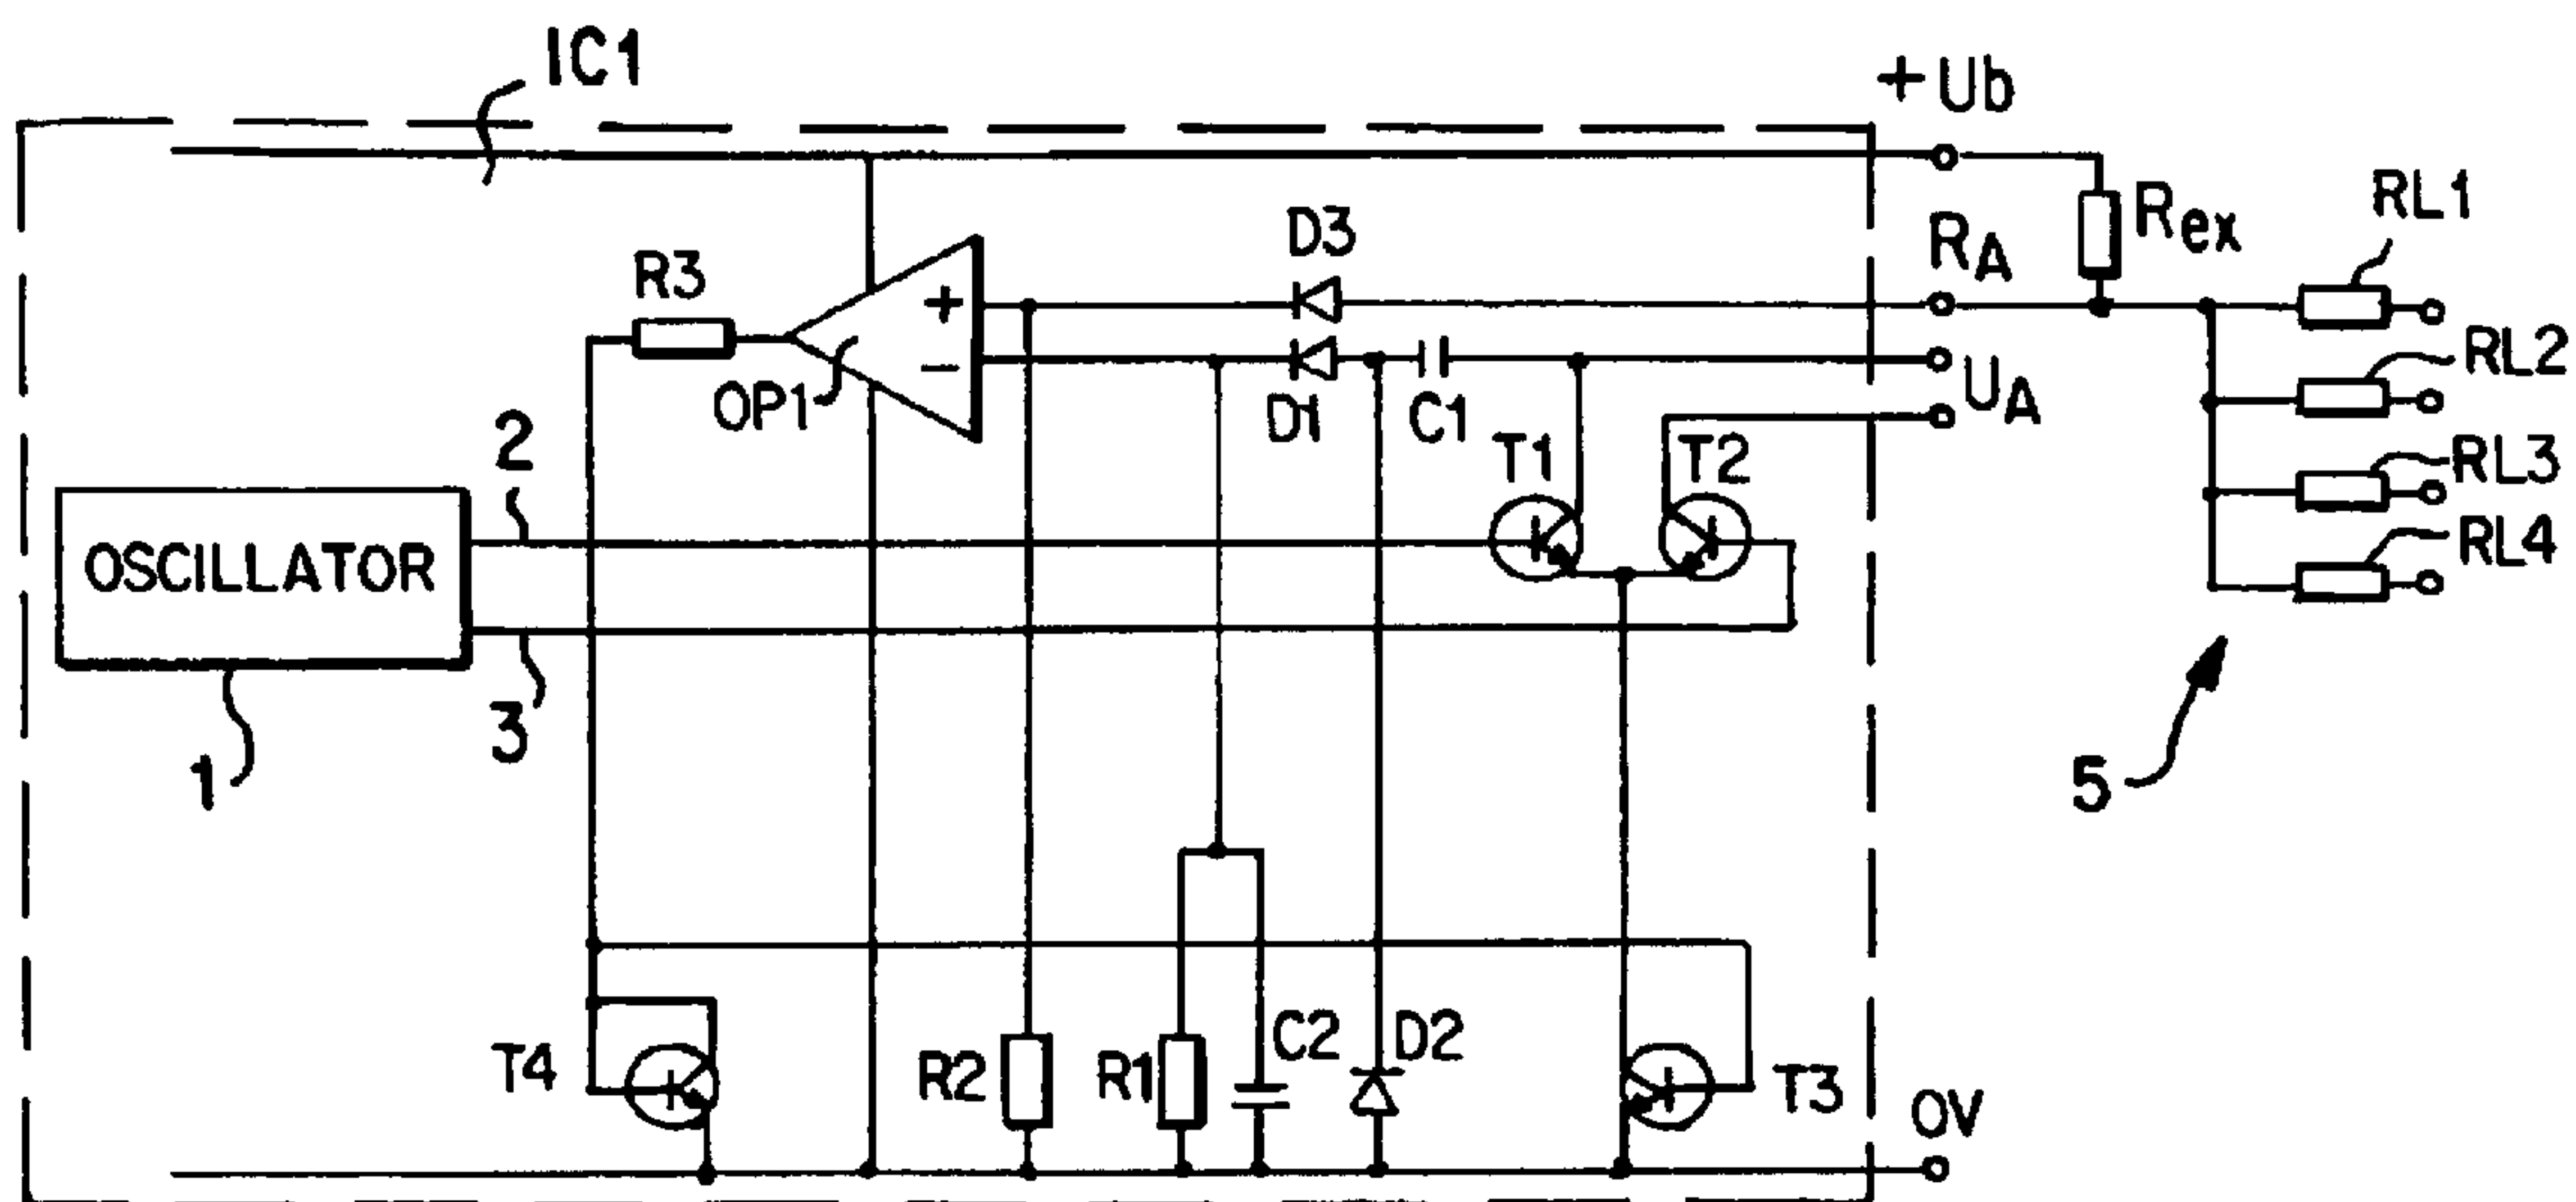 IC1
+Ub
RL1
Rex
RA
D3
R3
+
−
RL2
OP1
D1
C1
UA
2
T1
T2
RL3
OSCILLATOR
RL4
3
1
5
C2
D2
T4
R2
R1
T3
0V